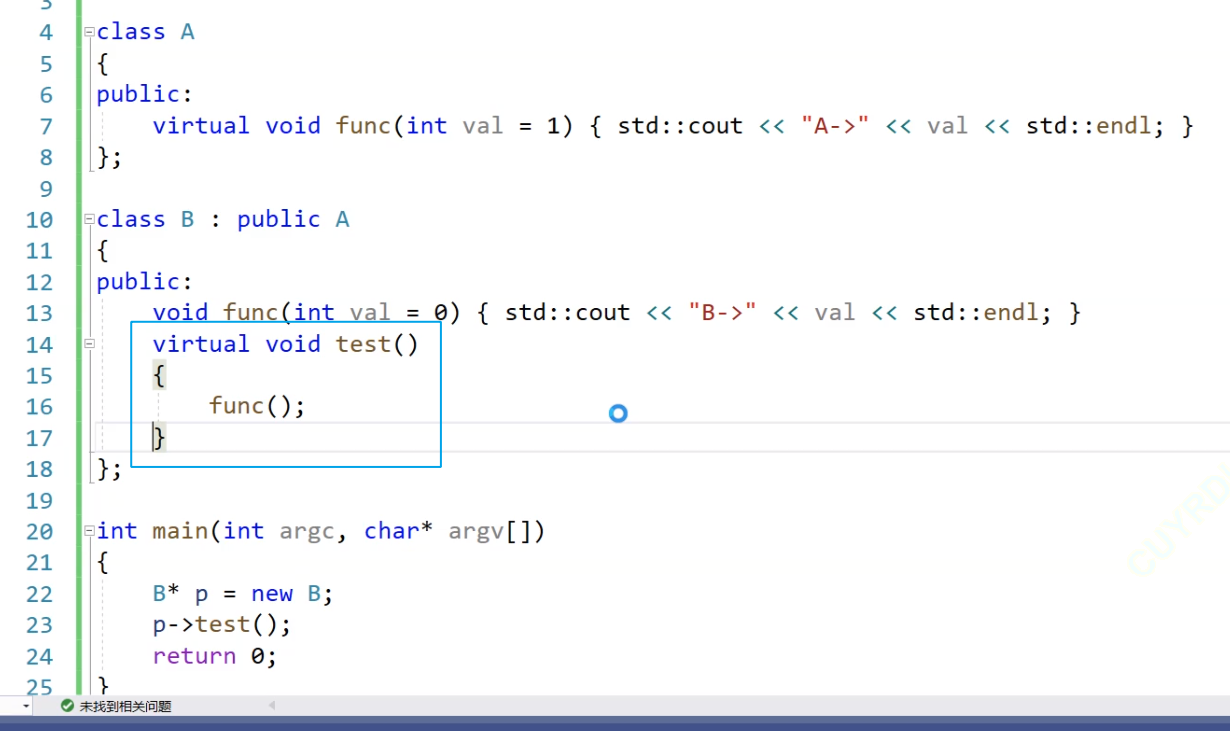 3
4 class A
5 {
6 public:
7 virtual void func(int val = 1) { std::cout << "A->" << val << std::endl; }
8 };
9
10 class B : public A
11 {
12 public:
13 void func(int val = 0) { std::cout << "B->" << val << std::endl; }
14 virtual void test()
15 {
16 func();
17 }
18 };
19
20 int main(int argc, char* argv[])
21 {
22 B* p = new B;
23 p->test();
24 return 0;
25 }
未找到相关问题